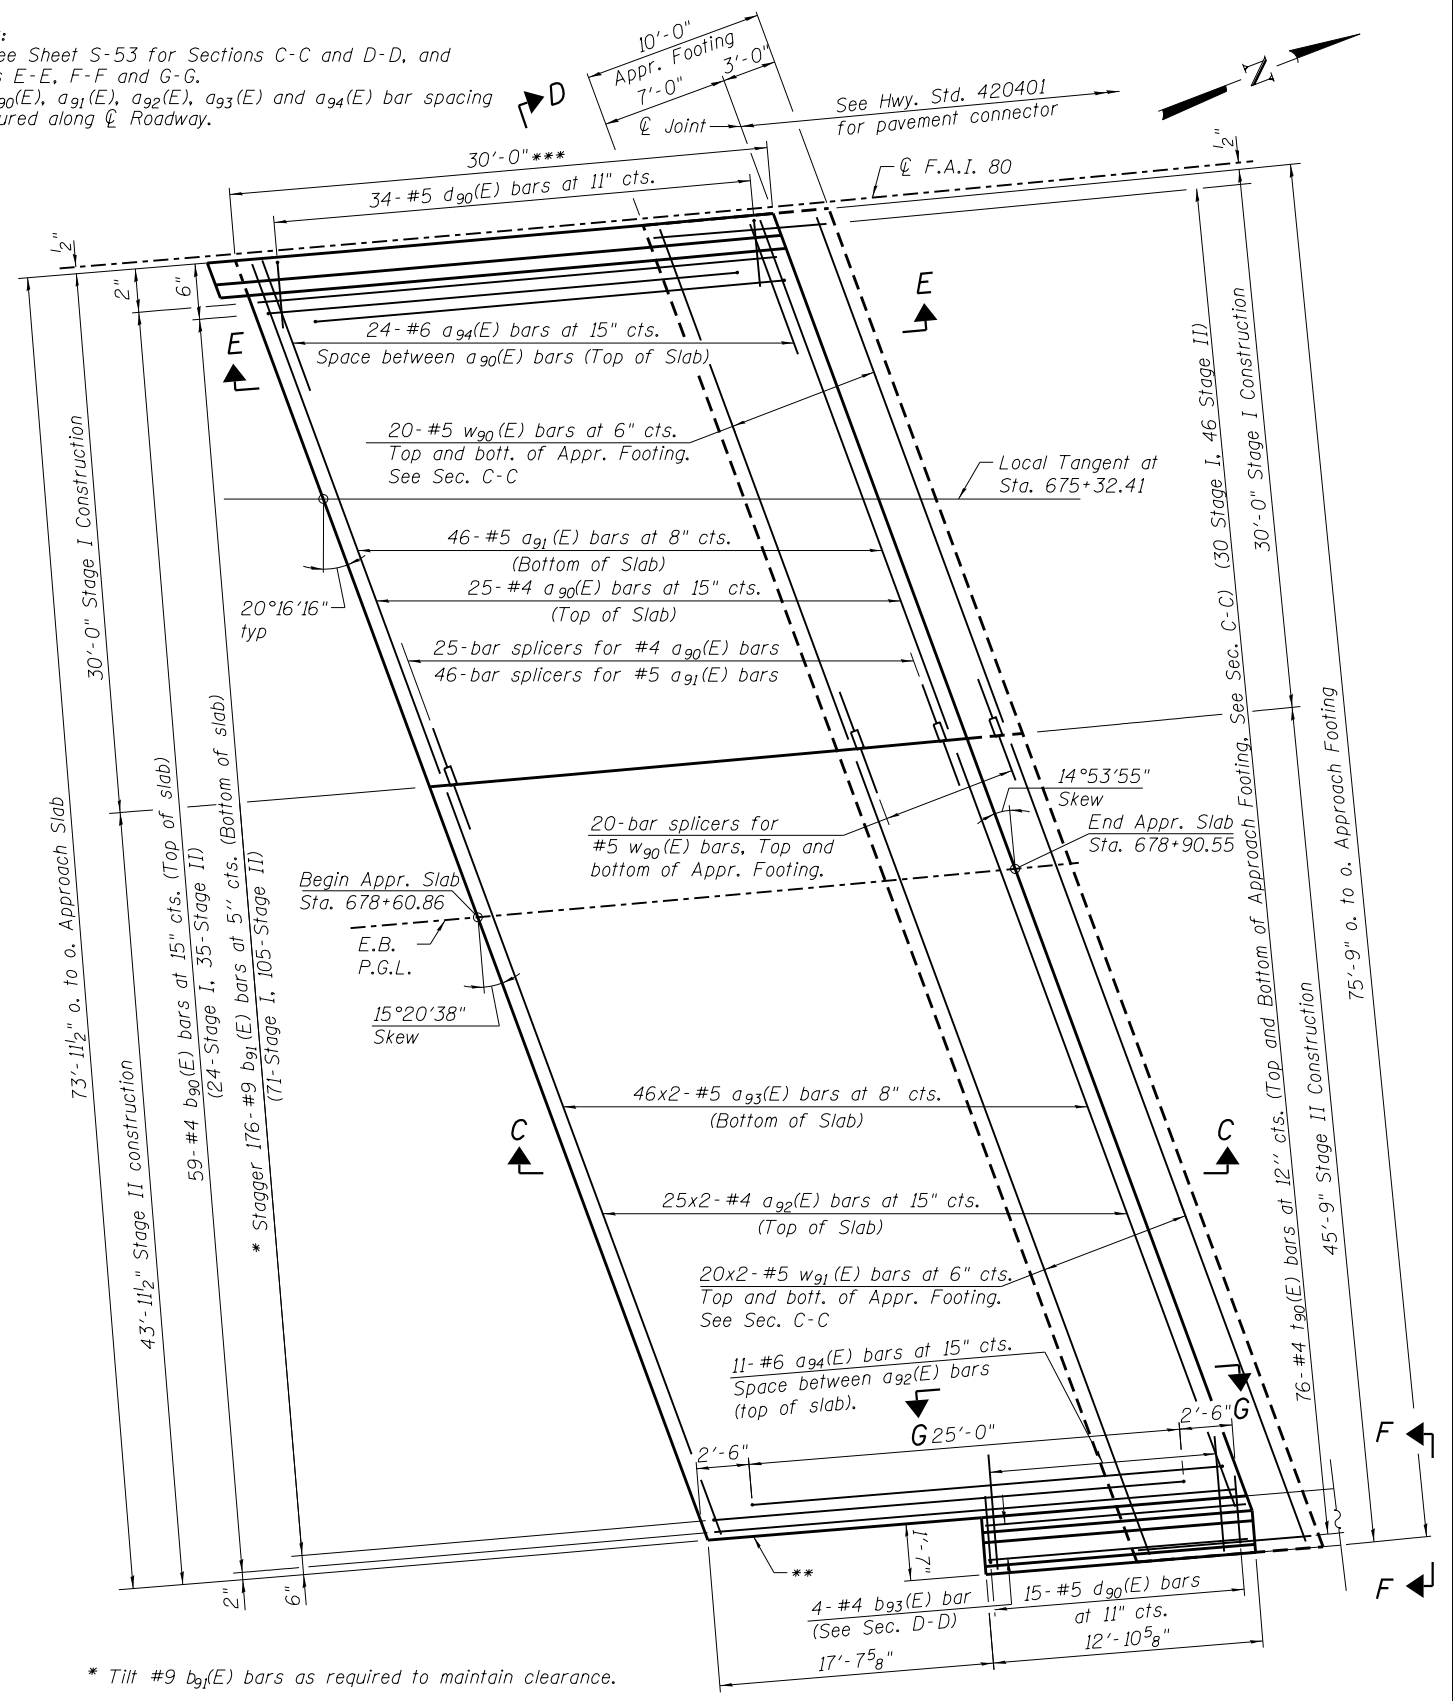 :
ee Sheet S-53 for Sections C-C and D-D, and
s E-E, F-F and G-G.
90(E), a91(E), a92(E), a93(E) and a94(E) bar spacing
ured along ℄ Roadway.
D
10'-0"
Appr. Footing
7'-0"
3'-0"
℄ Joint
See Hwy. Std. 420401
for pavement connector
N
30'-0"***
34-#5 d90(E) bars at 11" cts.
℄ F.A.I. 80
½"
½"
2"
6"
E
E
24-#6 a94(E) bars at 15" cts.
Space between a90(E) bars (Top of Slab)
20-#5 w90(E) bars at 6" cts.
Top and bott. of Appr. Footing.
See Sec. C-C
Local Tangent at
Sta. 675+32.41
46-#5 a91(E) bars at 8" cts.
(Bottom of Slab)
25-#4 a90(E) bars at 15" cts.
(Top of Slab)
20°16'16"
typ
25-bar splicers for #4 a90(E) bars
46-bar splicers for #5 a91(E) bars
30'-0" Stage I Construction
30'-0" Stage I Construction
73'-11½" o. to o. Approach Slab
43'-11½" Stage II construction
59-#4 b90(E) bars at 15" cts. (Top of slab)
(24-Stage I, 35-Stage II)
* Stagger 176-#9 b91(E) bars at 5" cts. (Bottom of slab)
(71-Stage I, 105-Stage II)
76-#4 t90(E) bars at 12" cts. (Top and Bottom of Approach Footing, See Sec. C-C) (30 Stage I, 46 Stage II)
45'-9" Stage II Construction
75'-9" o. to o. Approach Footing
14°53'55"
Skew
20-bar splicers for
#5 w90(E) bars, Top and
bottom of Appr. Footing.
End Appr. Slab
Sta. 678+90.55
Begin Appr. Slab
Sta. 678+60.86
E.B.
P.G.L.
15°20'38"
Skew
46x2-#5 a93(E) bars at 8" cts.
(Bottom of Slab)
C
C
25x2-#4 a92(E) bars at 15" cts.
(Top of Slab)
20x2-#5 w91(E) bars at 6" cts.
Top and bott. of Appr. Footing.
See Sec. C-C
11-#6 a94(E) bars at 15" cts.
Space between a92(E) bars
(top of slab).
G
G
2'-6"
25'-0"
2'-6"
F
F
1'-7"
**
2"
6"
4-#4 b93(E) bar
(See Sec. D-D)
15-#5 d90(E) bars
at 11" cts.
17'-7⅝"
12'-10⅝"
* Tilt #9 b91(E) bars as required to maintain clearance.